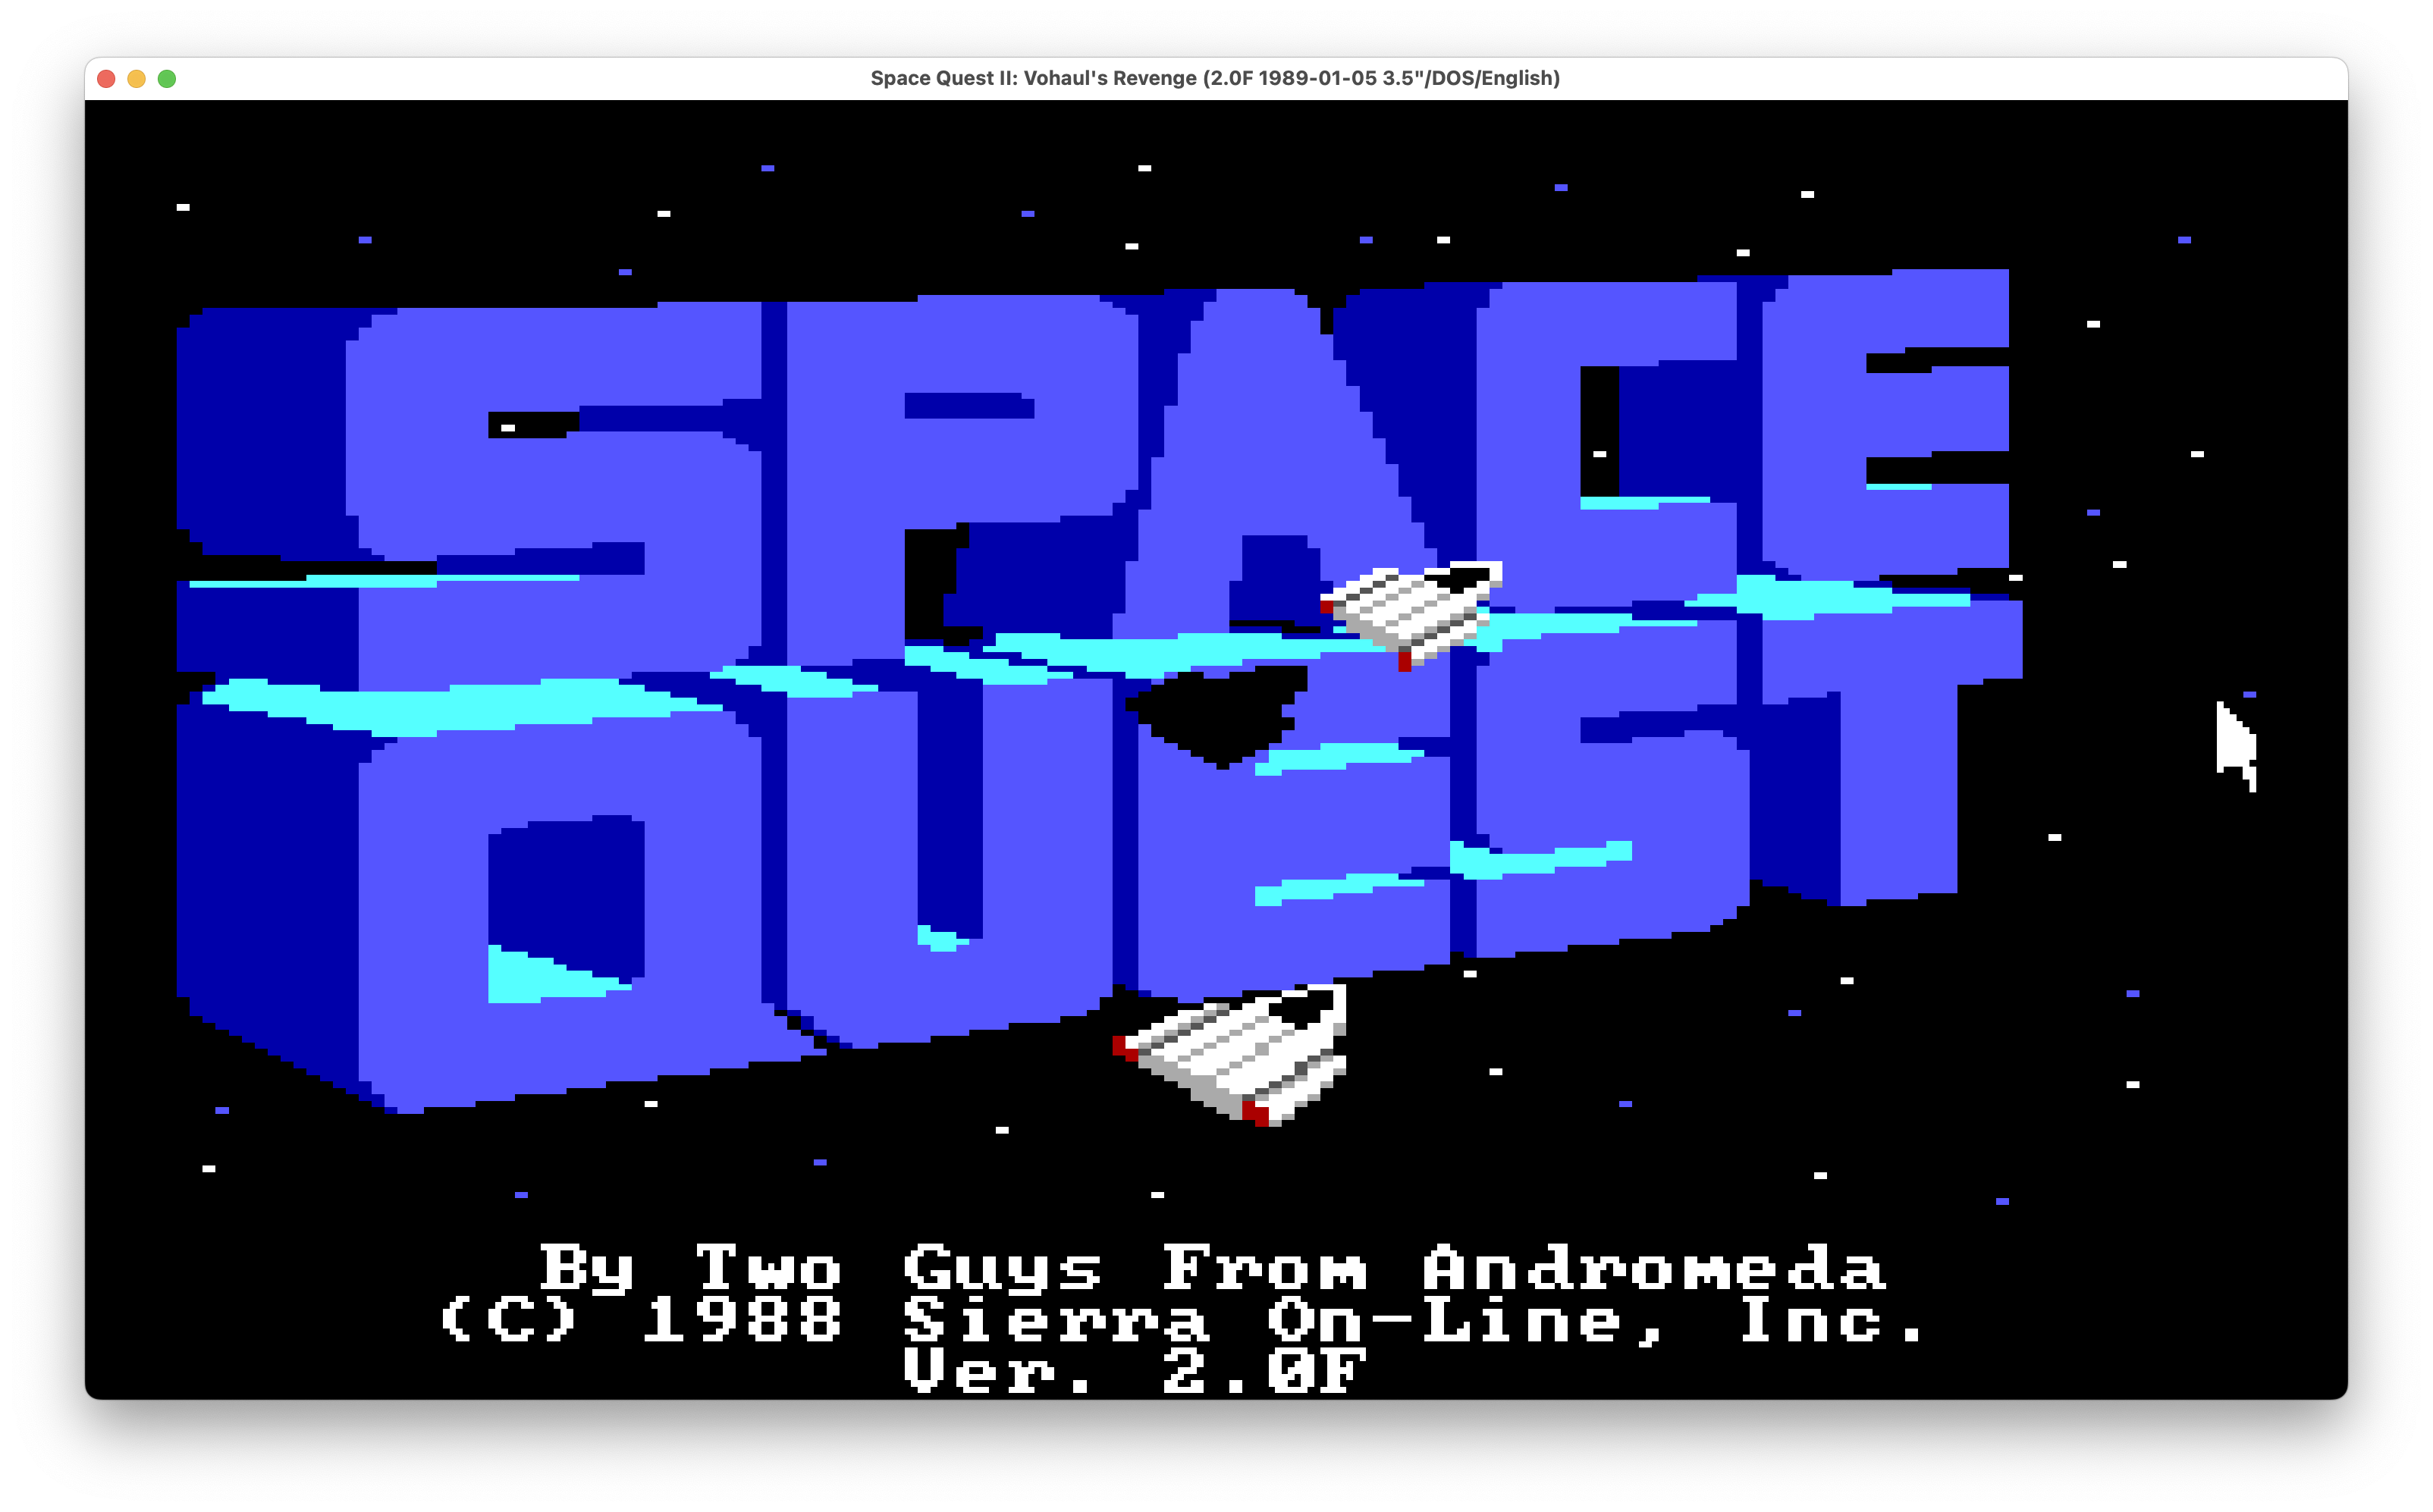 Space Quest II: Vohaul's Revenge (2.0F 1989-01-05 3.5"/DOS/English)
SPACE
QUEST
By Two Guys From Andromeda
(C) 1988 Sierra On-Line, Inc.
Ver. 2.0F